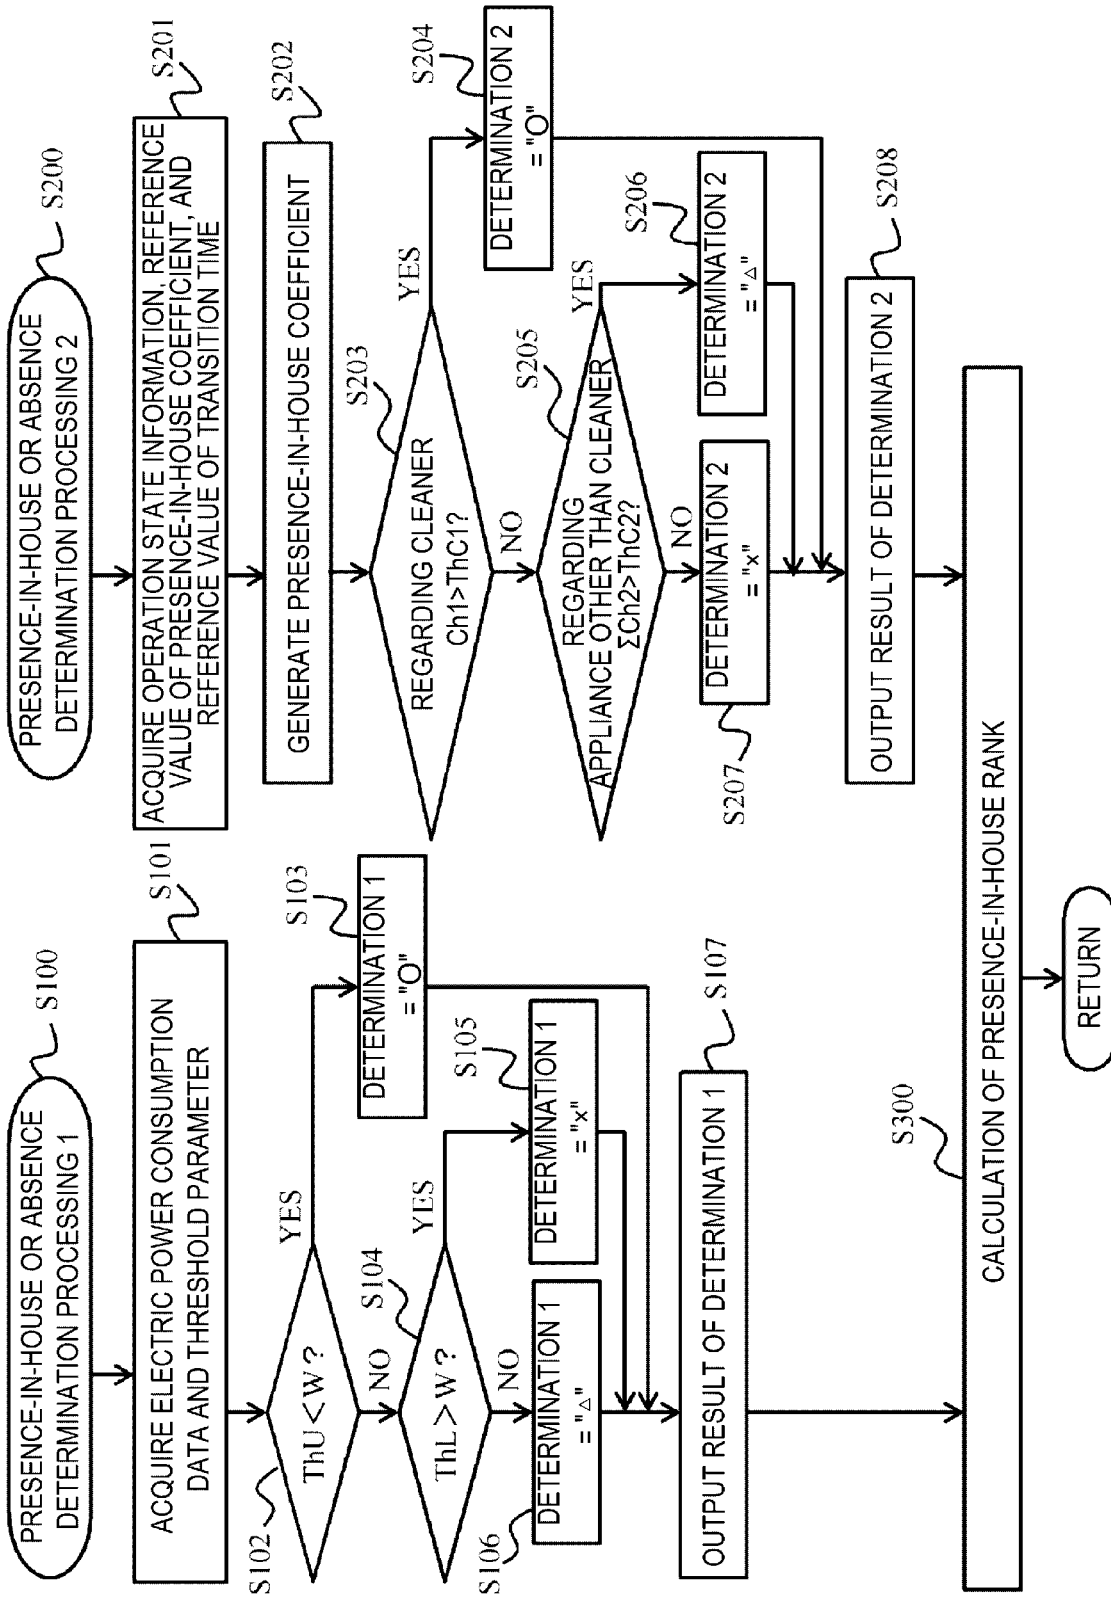 PRESENCE-IN-HOUSE OR ABSENCE
DETERMINATION PROCESSING 1
S100
ACQUIRE ELECTRIC POWER CONSUMPTION
DATA AND THRESHOLD PARAMETER
S101
ThU < W ?
S102
YES
NO
DETERMINATION 1
= "O"
S103
ThL > W ?
S104
YES
NO
DETERMINATION 1
= "x"
S105
DETERMINATION 1
= "△"
S106
OUTPUT RESULT OF DETERMINATION 1
S107
PRESENCE-IN-HOUSE OR ABSENCE
DETERMINATION PROCESSING 2
S200
ACQUIRE OPERATION STATE INFORMATION, REFERENCE
VALUE OF PRESENCE-IN-HOUSE COEFFICIENT, AND
REFERENCE VALUE OF TRANSITION TIME
S201
GENERATE PRESENCE-IN-HOUSE COEFFICIENT
S202
REGARDING CLEANER
Ch1>ThC1?
S203
YES
NO
DETERMINATION 2
= "O"
S204
REGARDING
APPLIANCE OTHER THAN CLEANER
ΣCh2>ThC2?
S205
YES
NO
DETERMINATION 2
= "△"
S206
DETERMINATION 2
= "x"
S207
OUTPUT RESULT OF DETERMINATION 2
S208
CALCULATION OF PRESENCE-IN-HOUSE RANK
S300
RETURN